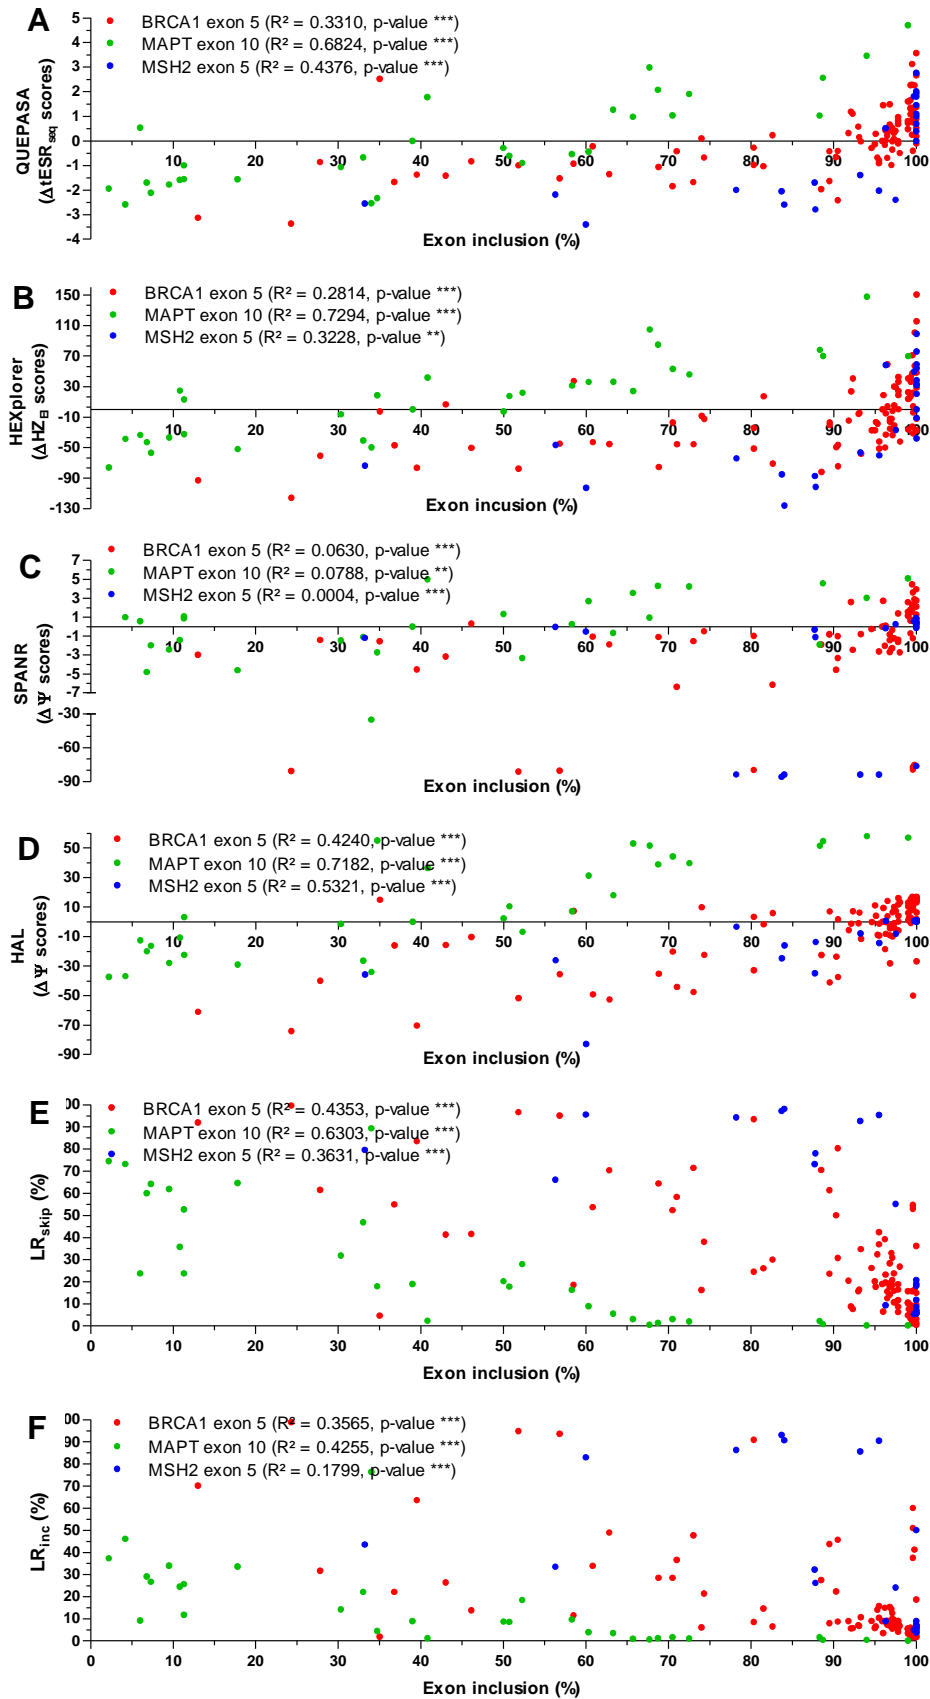 A
BRCA1 exon 5 (R² = 0.3310, p-value ***)
MAPT exon 10 (R² = 0.6824, p-value ***)
MSH2 exon 5 (R² = 0.4376, p-value ***)
QUEPASA
(ΔtESRseq scores)
5
4
3
2
1
0
-1
-2
-3
-4
10 20 30 40 50 60 70 80 90 100
Exon inclusion (%)
B
BRCA1 exon 5 (R² = 0.2814, p-value ***)
MAPT exon 10 (R² = 0.7294, p-value ***)
MSH2 exon 5 (R² = 0.3228, p-value **)
HEXplorer
(ΔHZEI scores)
150
110
70
30
-10
-50
-90
-130
10 20 30 40 50 60 70 80 90 100
Exon incusion (%)
C
BRCA1 exon 5 (R² = 0.0630, p-value ***)
MAPT exon 10 (R² = 0.0788, p-value **)
MSH2 exon 5 (R² = 0.0004, p-value ***)
SPANR
(ΔΨ scores)
7
5
3
1
-1
-3
-5
-7
-30
-60
-90
10 20 30 40 50 60 70 80 90 100
Exon inclusion (%)
D
BRCA1 exon 5 (R² = 0.4240, p-value ***)
MAPT exon 10 (R² = 0.7182, p-value ***)
MSH2 exon 5 (R² = 0.5321, p-value ***)
HAL
(ΔΨ scores)
50
30
10
-10
-30
-50
-70
-90
10 20 30 40 50 60 70 80 90 100
Exon inclusion (%)
E
BRCA1 exon 5 (R² = 0.4353, p-value ***)
MAPT exon 10 (R² = 0.6303, p-value ***)
MSH2 exon 5 (R² = 0.3631, p-value ***)
LRskip (%)
00
90
80
70
60
50
40
30
20
10
0
0 10 20 30 40 50 60 70 80 90 100
Exon inclusion (%)
F
BRCA1 exon 5 (R² = 0.3565, p-value ***)
MAPT exon 10 (R² = 0.4255, p-value ***)
MSH2 exon 5 (R² = 0.1799, p-value ***)
LRinc (%)
00
90
80
70
60
50
40
30
20
10
0
0 10 20 30 40 50 60 70 80 90 100
Exon inclusion (%)